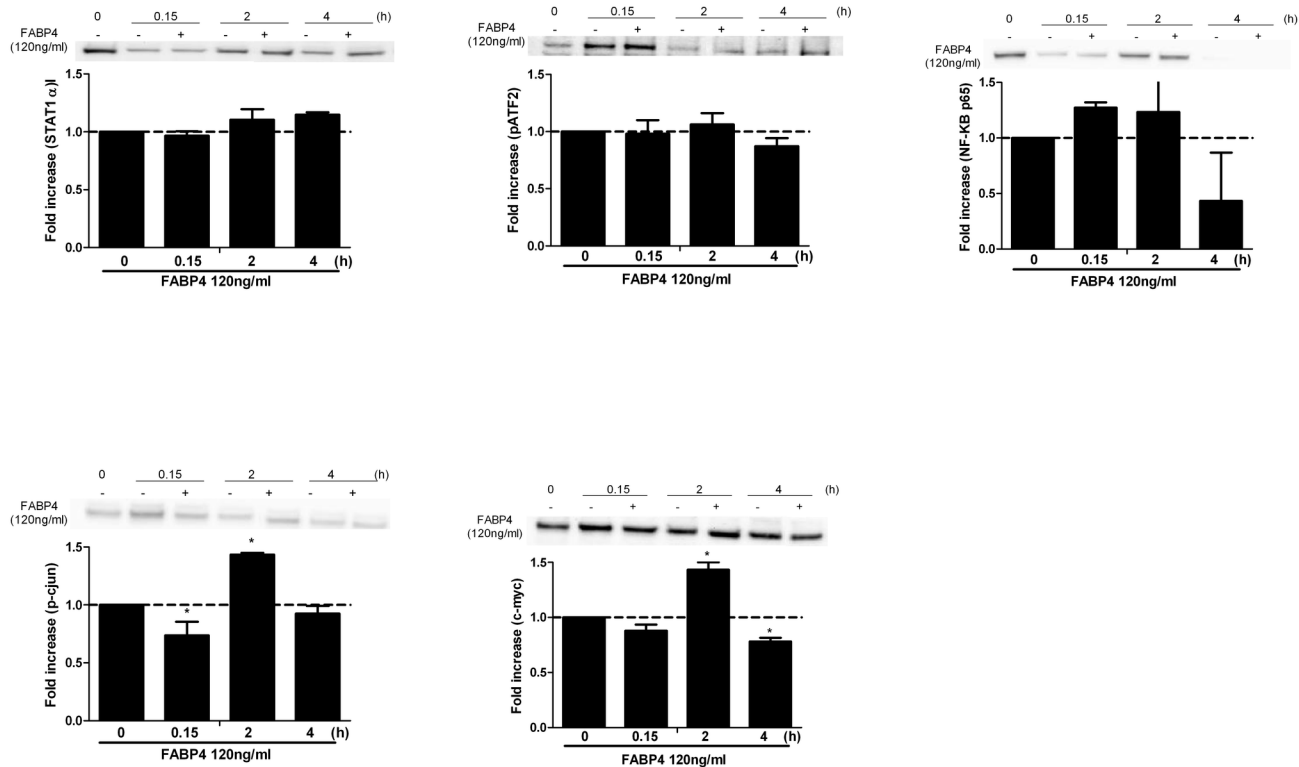 0 0.15 2 4 (h)
FABP4
(120ng/ml)
- - + - + - +
Fold increase (STAT1 α)l
1.5
1.0
0.5
0.0
0 0.15 2 4 (h)
FABP4 120ng/ml
0 0.15 2 4 (h)
FABP4
(120ng/ml)
- - + - + - +
Fold increase (pATF2)
1.5
1.0
0.5
0.0
0 0.15 2 4 (h)
FABP4 120ng/ml
0 0.15 2 4 (h)
FABP4
(120ng/ml)
- - + - + - +
Fold increase (NF-KB p65)
1.5
1.0
0.5
0.0
0 0.15 2 4 (h)
FABP4 120ng/ml
0 0.15 2 4 (h)
FABP4
(120ng/ml)
- - + - + - +
Fold increase (p-cjun)
1.5
1.0
0.5
0.0
* *
0 0.15 2 4 (h)
FABP4 120ng/ml
0 0.15 2 4 (h)
FABP4
(120ng/ml)
- - + - + - +
Fold increase (c-myc)
1.5
1.0
0.5
0.0
* *
0 0.15 2 4 (h)
FABP4 120ng/ml